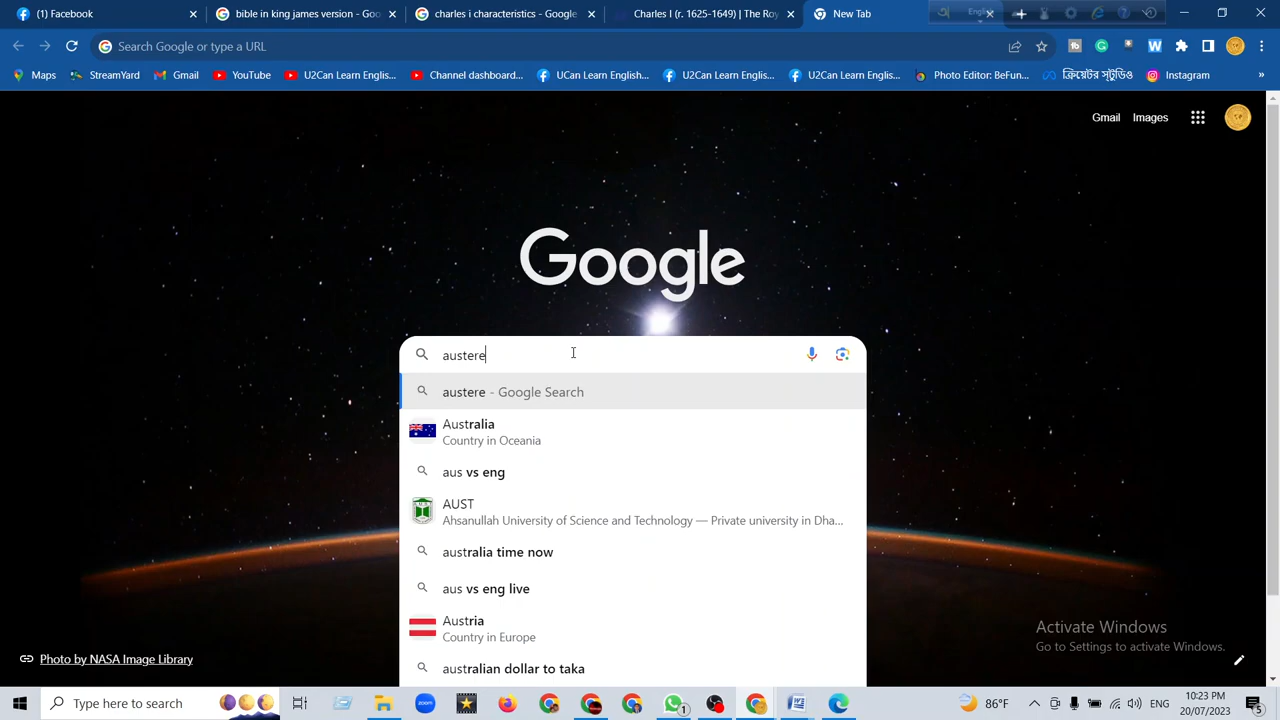 Facebook
bible in king james version - Goo
charles i characteristics - Google
Charles I (r. 1625-1649) | The Roy
New Tab
English
Search Google or type a URL
Maps
StreamYard
Gmail
YouTube
U2Can Learn Englis...
Channel dashboard...
UCan Learn English...
U2Can Learn Englis...
U2Can Learn Englis...
Photo Editor: BeFun...
ক্রিয়েটর স্টুডিও
Instagram
»
Gmail
Images
Google
austere
austere - Google Search
Australia
Country in Oceania
aus vs eng
AUST
Ahsanullah University of Science and Technology — Private university in Dha...
australia time now
aus vs eng live
Austria
Country in Europe
australian dollar to taka
Activate Windows
Go to Settings to activate Windows.
Photo by NASA Image Library
Type here to search
zoom
1
W
86°F
10:23 PM
20/07/2023
5